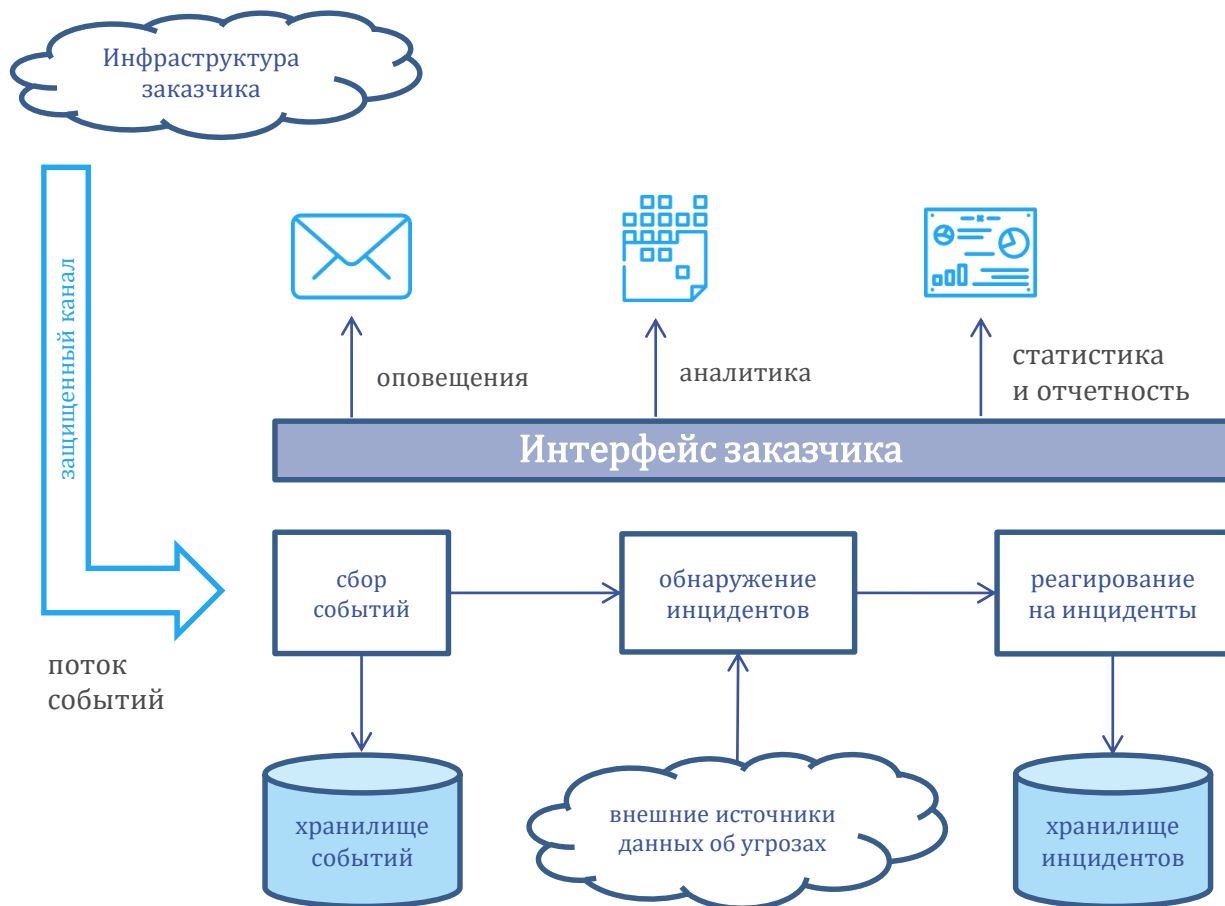 Инфраструктура
заказчика
защищенный канал
оповещения
аналитика
статистика
и отчетность
Интерфейс заказчика
сбор
событий
обнаружение
инцидентов
реагирование
на инциденты
поток
событий
хранилище
событий
внешние источники
данных об угрозах
хранилище
инцидентов